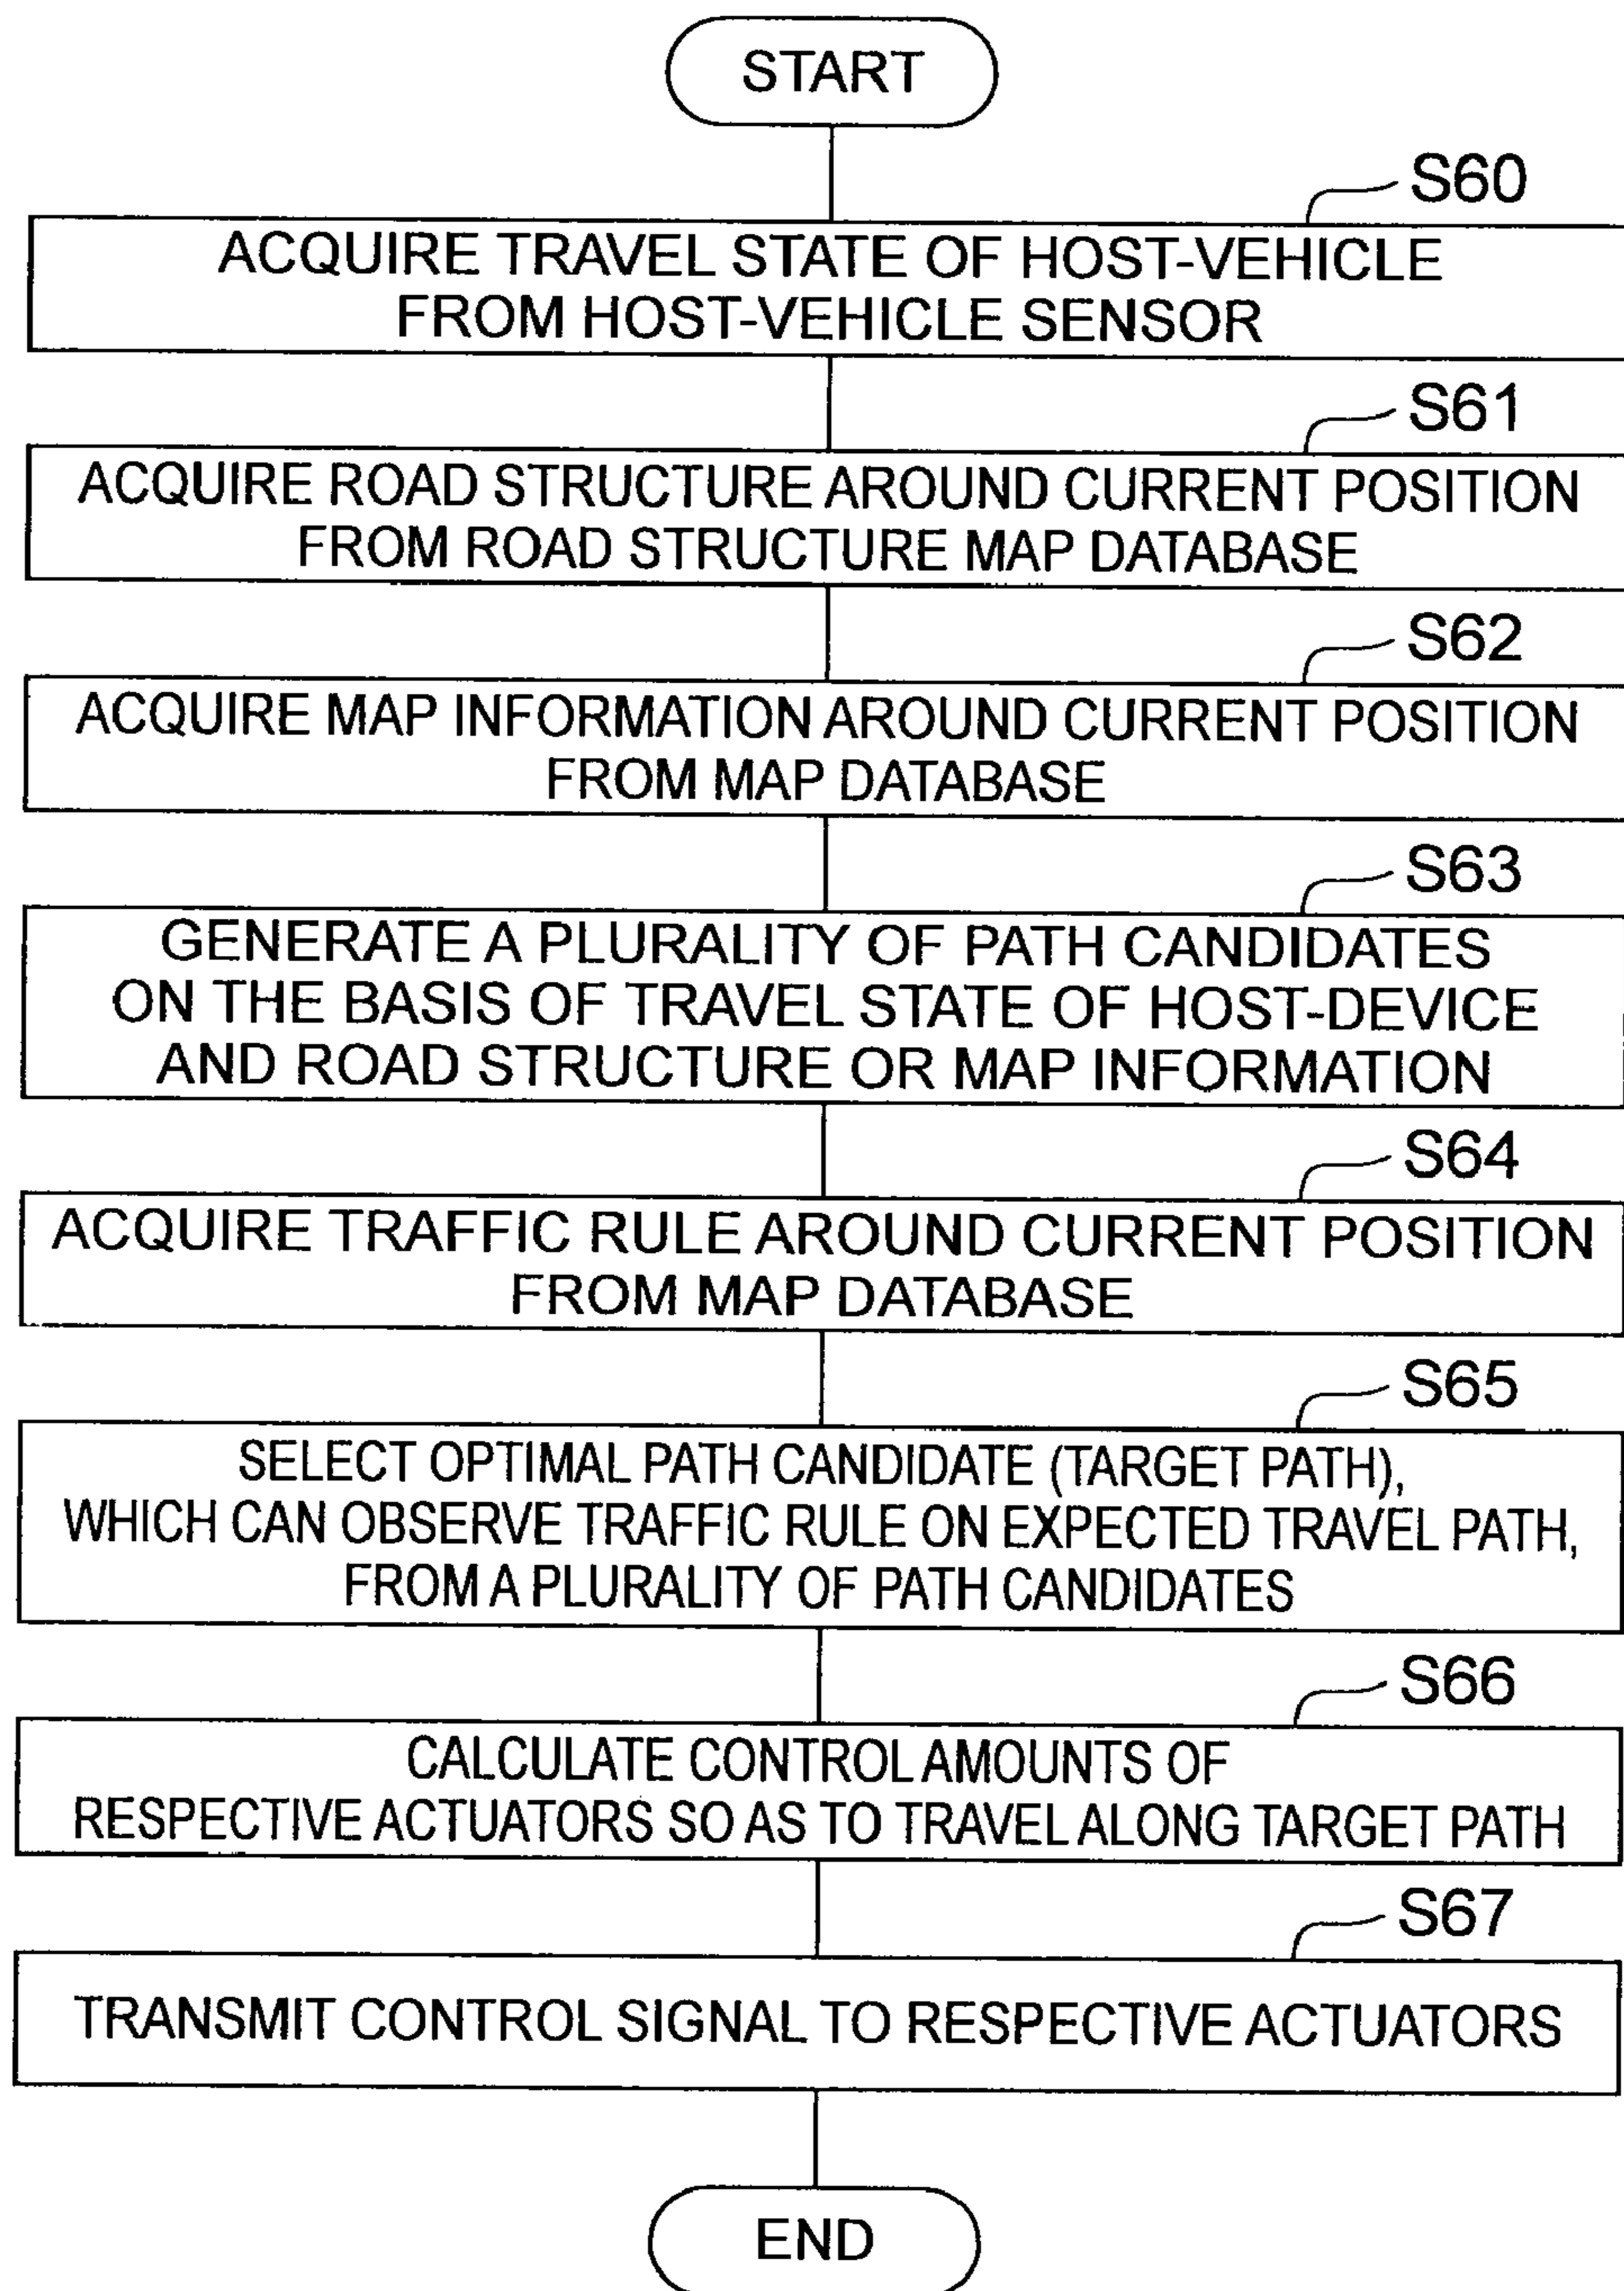 START
S60
ACQUIRE TRAVEL STATE OF HOST-VEHICLE
FROM HOST-VEHICLE SENSOR
S61
ACQUIRE ROAD STRUCTURE AROUND CURRENT POSITION
FROM ROAD STRUCTURE MAP DATABASE
S62
ACQUIRE MAP INFORMATION AROUND CURRENT POSITION
FROM MAP DATABASE
S63
GENERATE A PLURALITY OF PATH CANDIDATES
ON THE BASIS OF TRAVEL STATE OF HOST-DEVICE
AND ROAD STRUCTURE OR MAP INFORMATION
S64
ACQUIRE TRAFFIC RULE AROUND CURRENT POSITION
FROM MAP DATABASE
S65
SELECT OPTIMAL PATH CANDIDATE (TARGET PATH),
WHICH CAN OBSERVE TRAFFIC RULE ON EXPECTED TRAVEL PATH,
FROM A PLURALITY OF PATH CANDIDATES
S66
CALCULATE CONTROL AMOUNTS OF
RESPECTIVE ACTUATORS SO AS TO TRAVEL ALONG TARGET PATH
S67
TRANSMIT CONTROL SIGNAL TO RESPECTIVE ACTUATORS
END